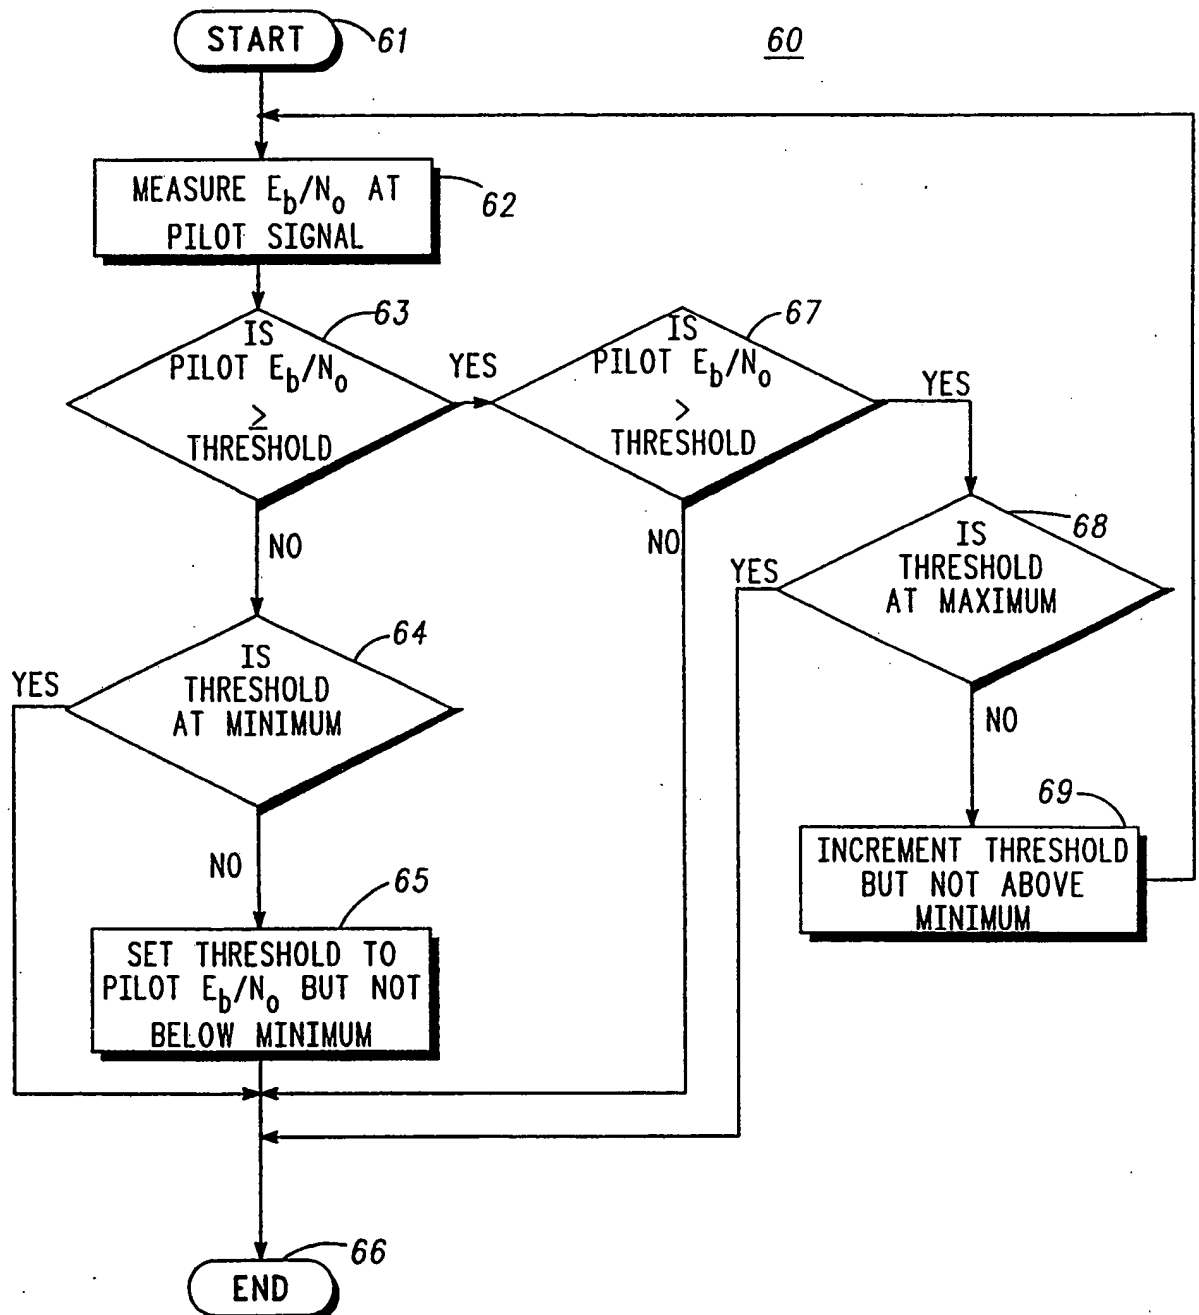 START
61
60
MEASURE Eb/No AT
PILOT SIGNAL
62
IS
PILOT Eb/No
≥
THRESHOLD
63
YES
IS
PILOT Eb/No
>
THRESHOLD
67
YES
NO
NO
IS
THRESHOLD
AT MAXIMUM
68
YES
NO
IS
THRESHOLD
AT MINIMUM
64
YES
NO
SET THRESHOLD TO
PILOT Eb/No BUT NOT
BELOW MINIMUM
65
INCREMENT THRESHOLD
BUT NOT ABOVE
MINIMUM
69
END
66